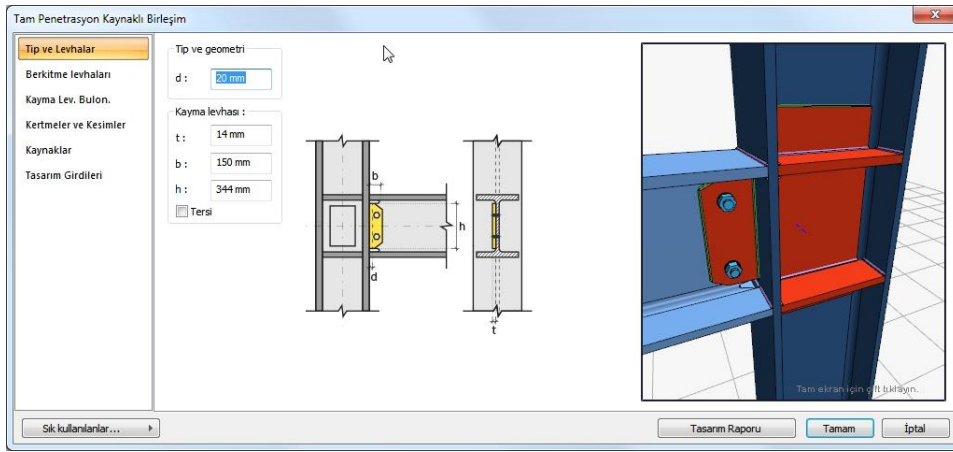 Tam Penetrasyon Kaynaklı Birleşim
Tip ve Levhalar
Berkitme levhaları
Kayma Lev. Bulon.
Kertmeler ve Kesimler
Kaynaklar
Tasarım Girdileri
Tip ve geometri
d : 20 mm
Kayma levhası :
t : 14 mm
b : 150 mm
h : 344 mm
Tersi
b
h
d
t
Tam ekran için çift tıklayın.
Sık kullanılanlar...
Tasarım Raporu
Tamam
İptal